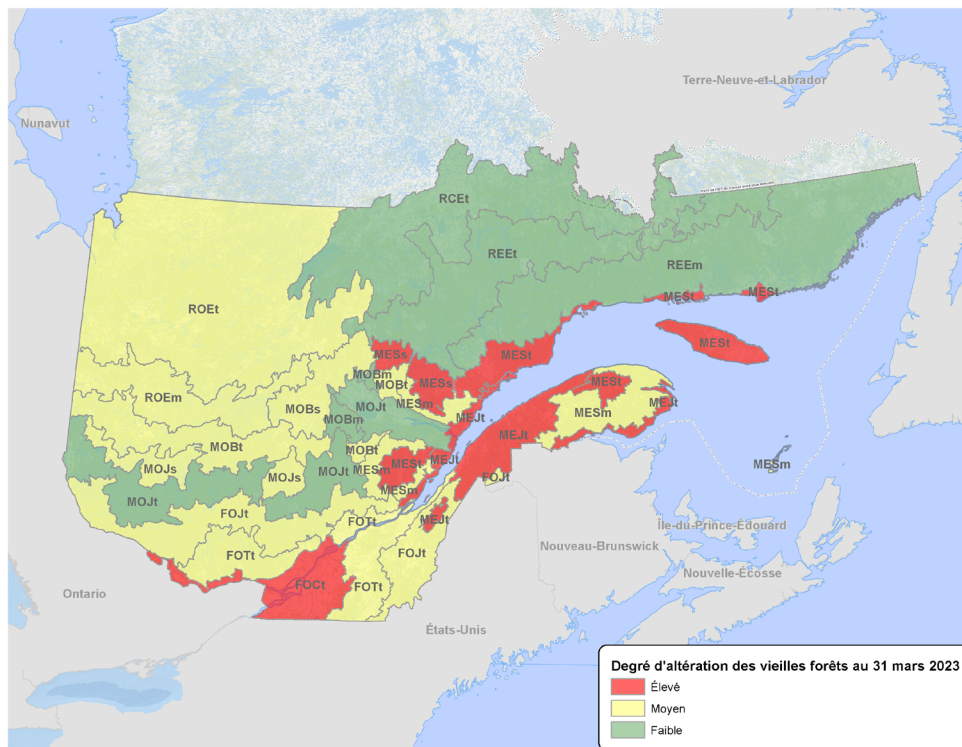 Terre-Neuve-et-Labrador
Nunavut
RCEt
REEt
REEm
ROEt
MESt
MESt
MESt
MESs
MESt
MOBm
MOBt
MESs
MESt
ROEm
MOBs
MOJt
MESm
MESm
MEJt
MOBm
MEJt
MEJt
MOBt
MOBt
MESt
MEJt
MESm
MOJs
MOJt
MESm
MOJs
FOJt
MESm
MOJt
FOJt
FOTt
MEJt
Île-du-Prince-Édouard
FOTt
FOJt
Nouveau-Brunswick
Nouvelle-Écosse
FOCt
FOTt
Ontario
États-Unis
Degré d'altération des vieilles forêts au 31 mars 2023
Élevé
Moyen
Faible